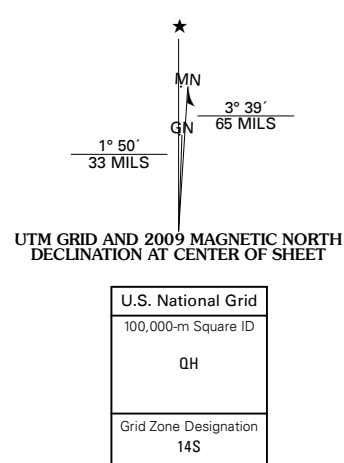 ★
MN
3° 39´
65 MILS
GN
1° 50´
33 MILS
UTM GRID AND 2009 MAGNETIC NORTH
DECLINATION AT CENTER OF SHEET
U.S. National Grid
100,000-m Square ID
QH
Grid Zone Designation
14S